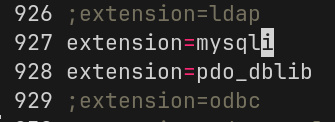 926 ;extension=ldap
927 extension=mysqli
928 extension=pdo_dblib
929 ;extension=odbc